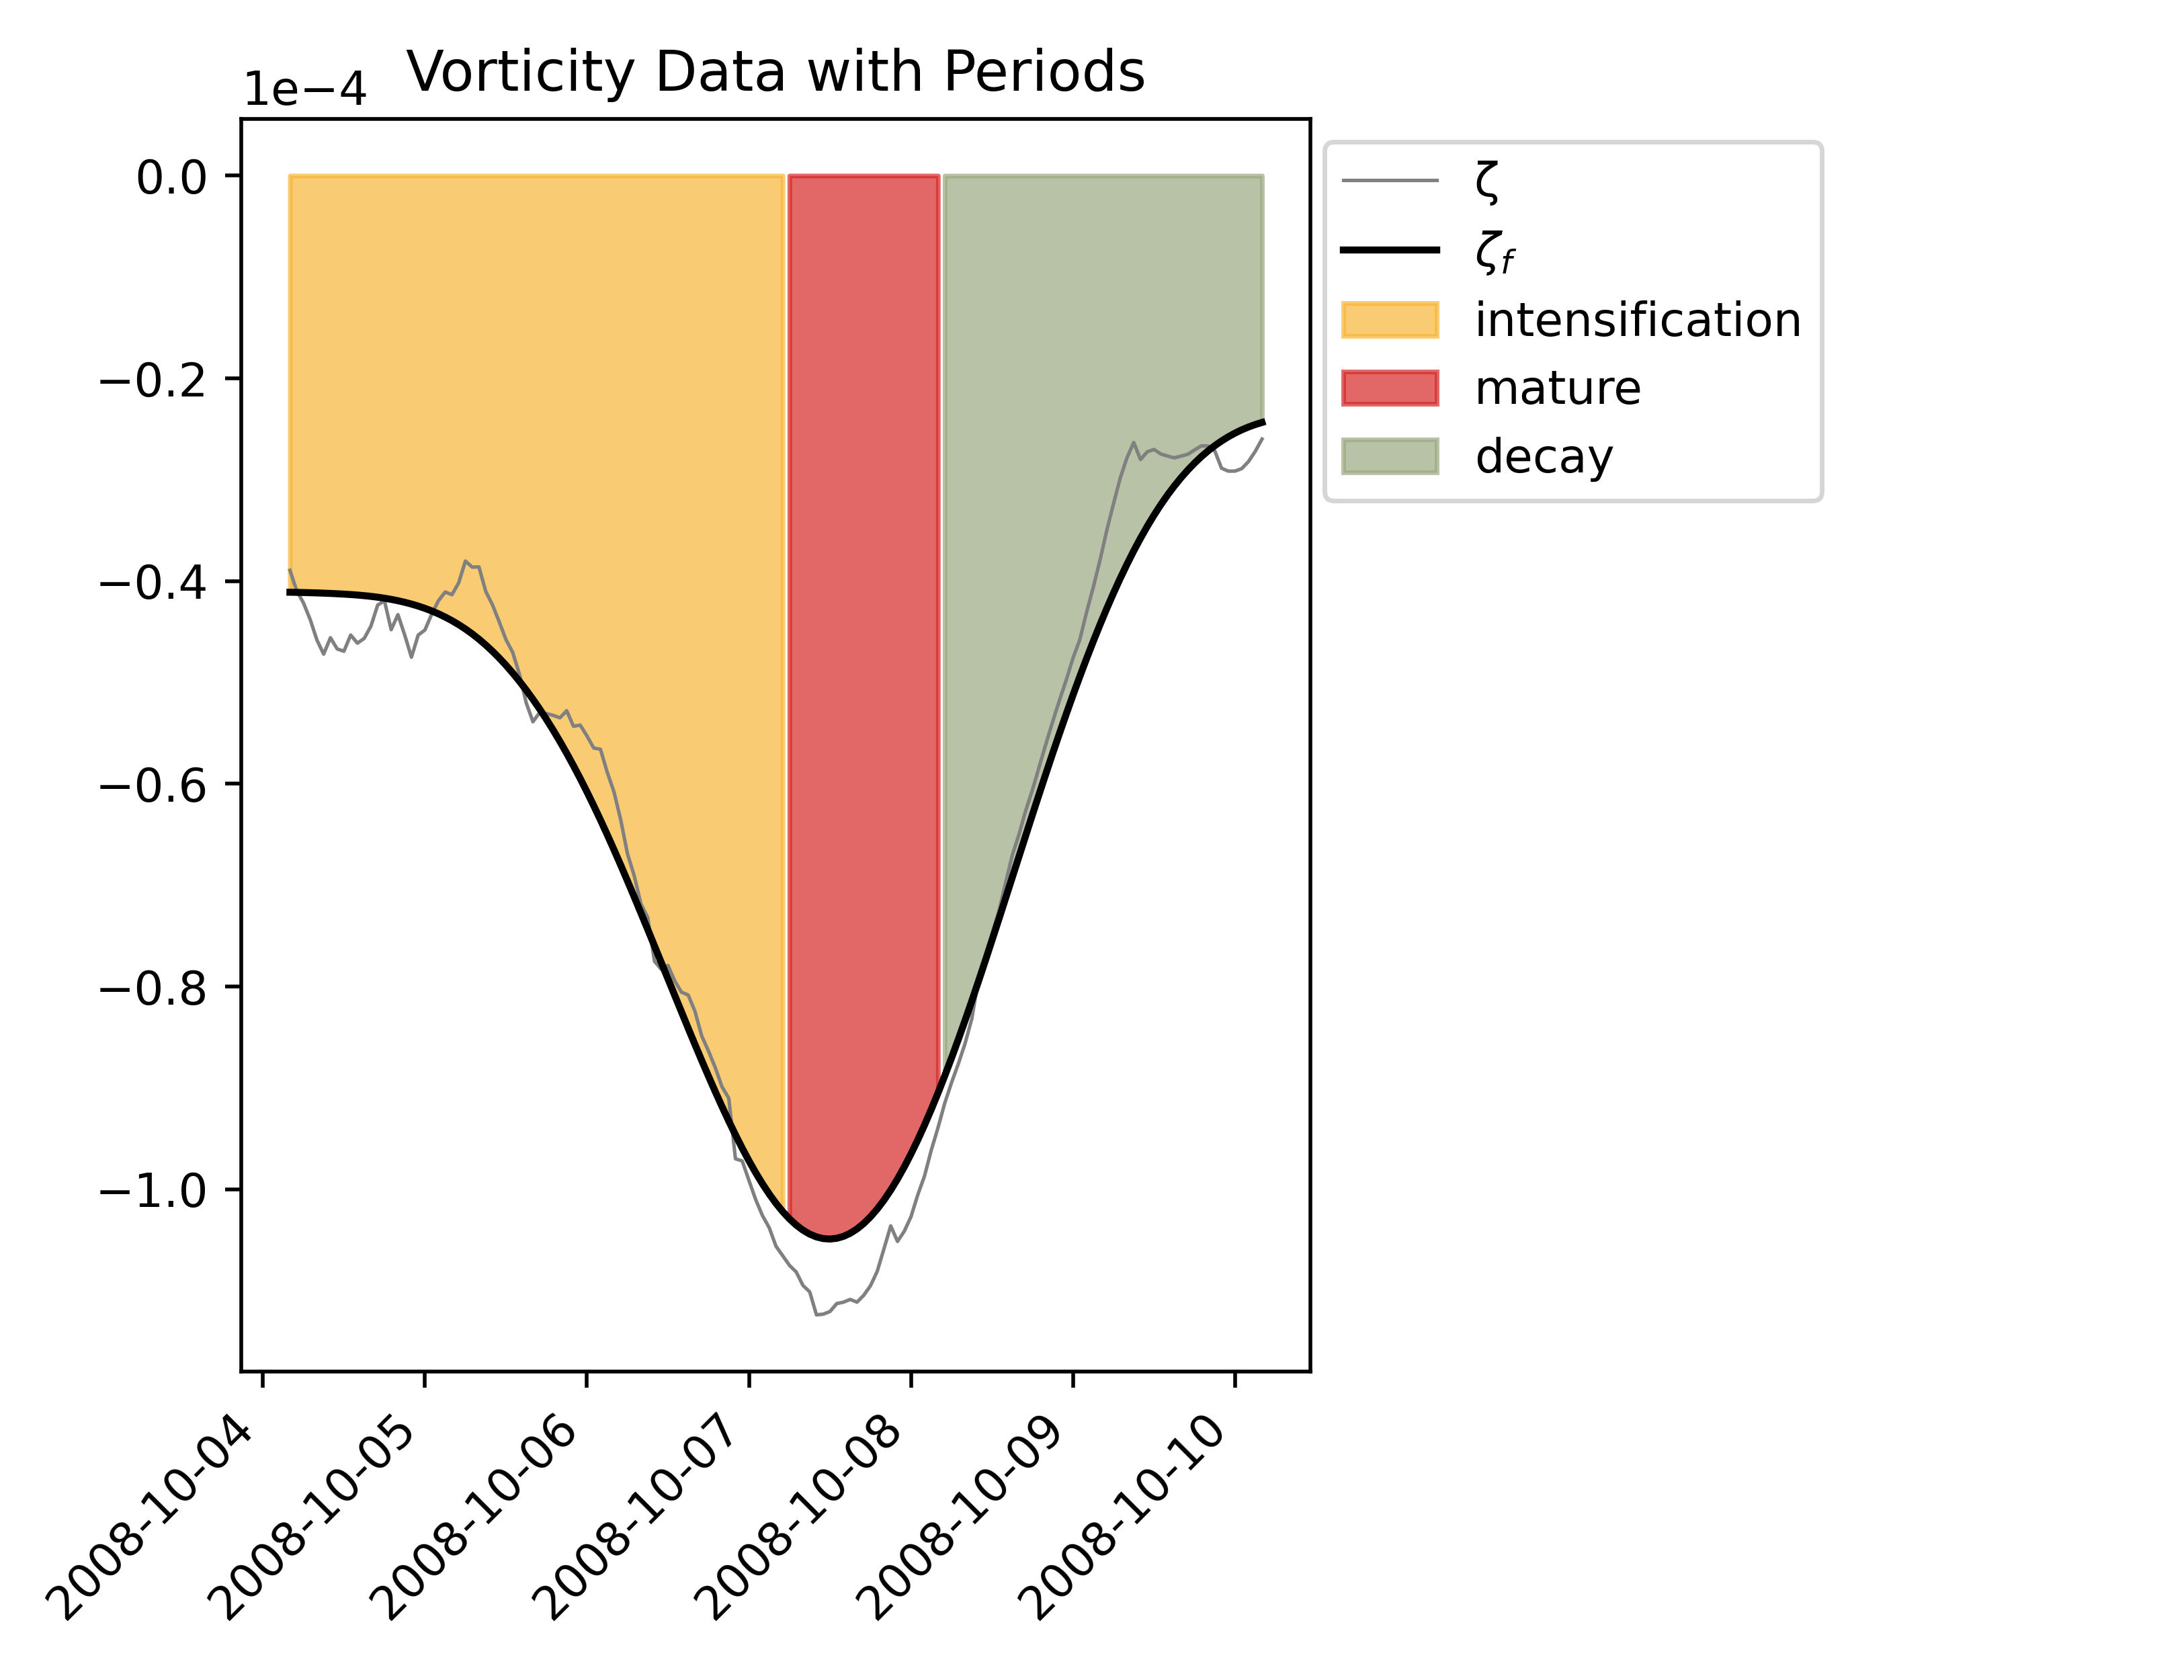 Vorticity Data with Periods
1e−4
0.0
−0.2
−0.4
−0.6
−0.8
−1.0
2008-10-04
2008-10-05
2008-10-06
2008-10-07
2008-10-08
2008-10-09
2008-10-10
ζ
ζf
intensification
mature
decay